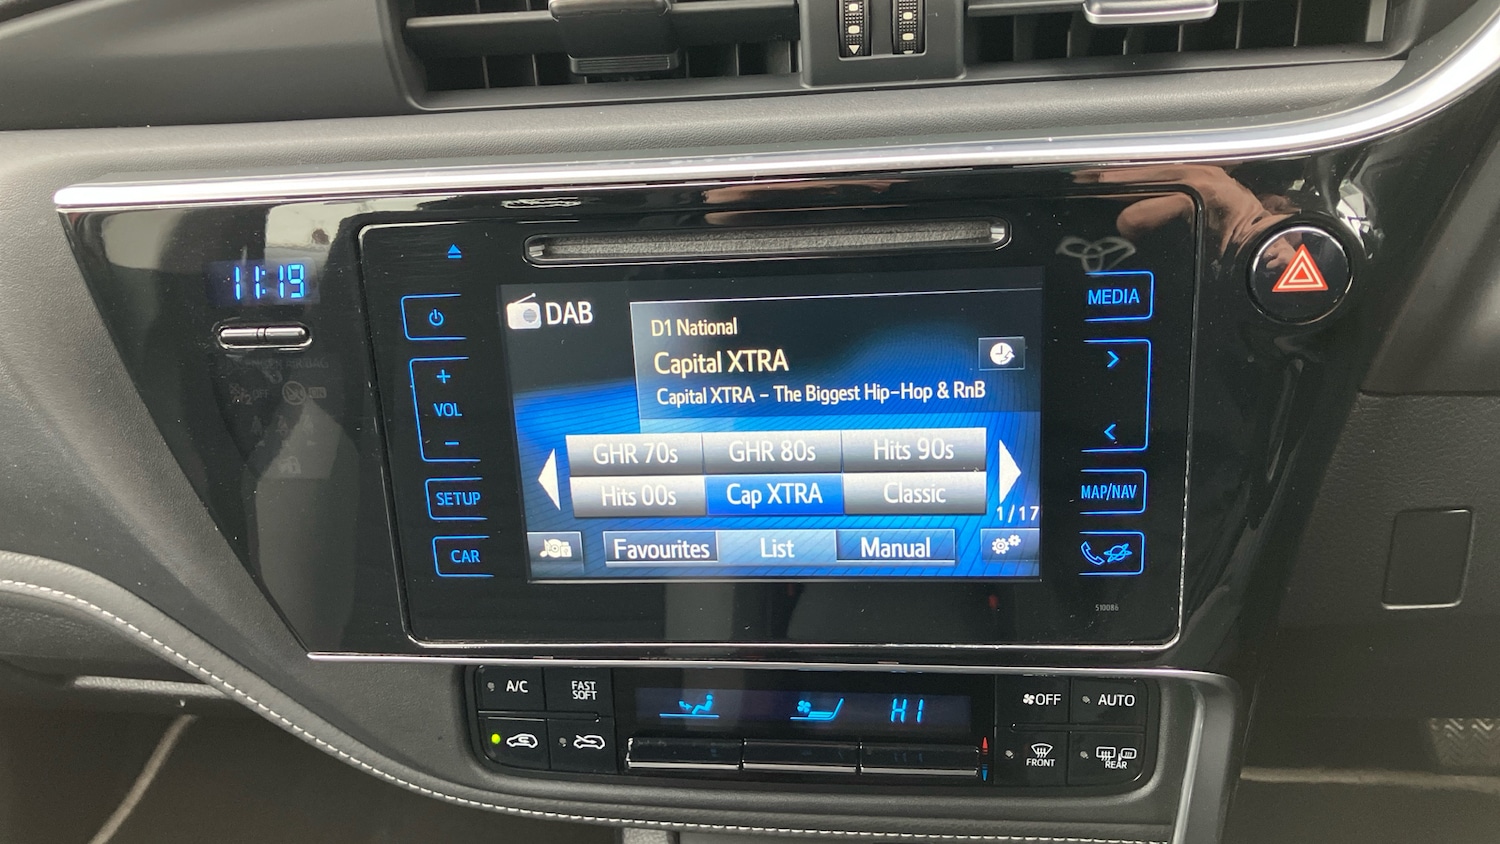 11:19
DAB
D1 National
Capital XTRA
Capital XTRA - The Biggest Hip-Hop & RnB
GHR 70s GHR 80s Hits 90s
Hits 00s Cap XTRA Classic
1/17
Favourites List Manual
+
VOL
-
SETUP
CAR
MEDIA
>
<
MAP/NAV
510086
A/C
FAST
SOFT
HI
OFF
AUTO
FRONT
REAR